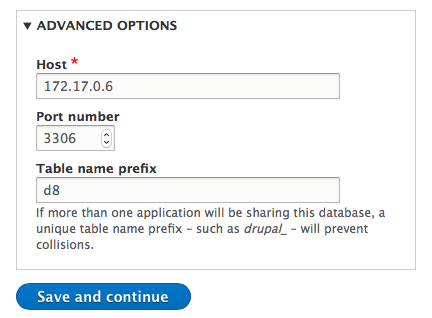 ADVANCED OPTIONS
Host *
172.17.0.6
Port number
3306
Table name prefix
d8
If more than one application will be sharing this database, a
unique table name prefix – such as drupal_ – will prevent
collisions.
Save and continue